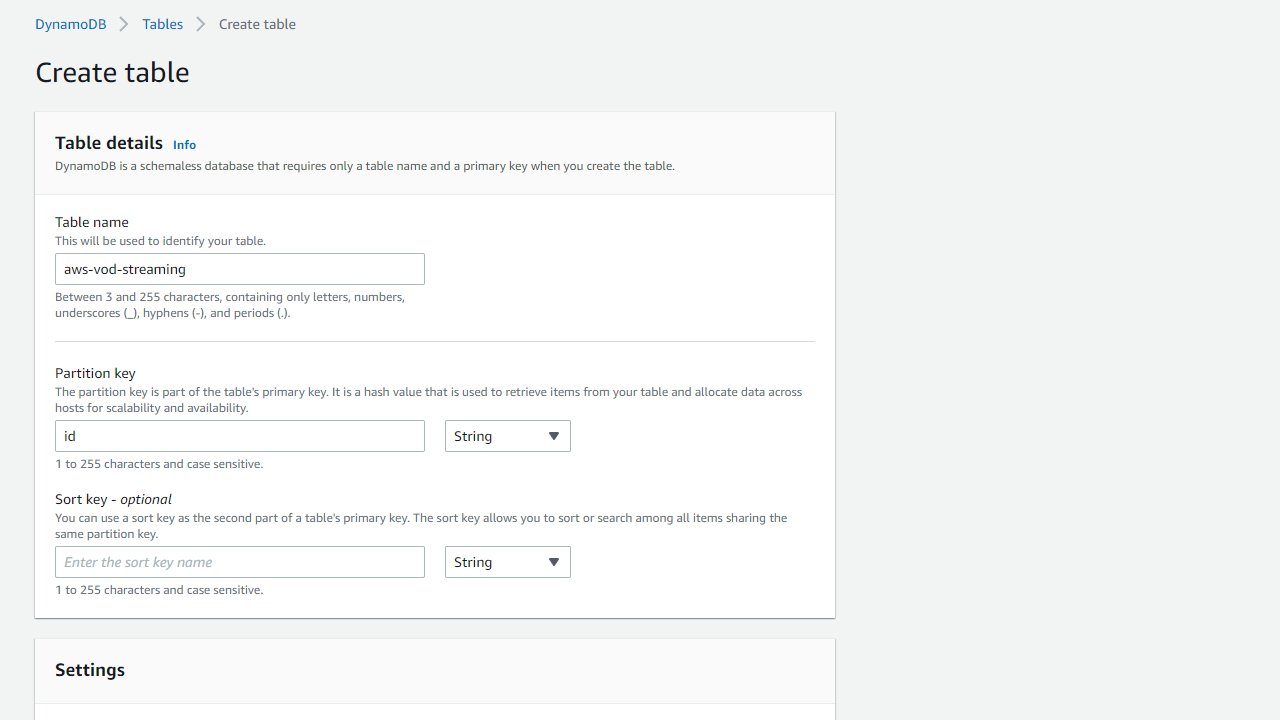 DynamoDB > Tables > Create table
Create table
Table details Info
DynamoDB is a schemaless database that requires only a table name and a primary key when you create the table.
Table name
This will be used to identify your table.
aws-vod-streaming
Between 3 and 255 characters, containing only letters, numbers,
underscores (_), hyphens (-), and periods (.).
Partition key
The partition key is part of the table's primary key. It is a hash value that is used to retrieve items from your table and allocate data across
hosts for scalability and availability.
id String
1 to 255 characters and case sensitive.
Sort key - optional
You can use a sort key as the second part of a table's primary key. The sort key allows you to sort or search among all items sharing the
same partition key.
Enter the sort key name String
1 to 255 characters and case sensitive.
Settings